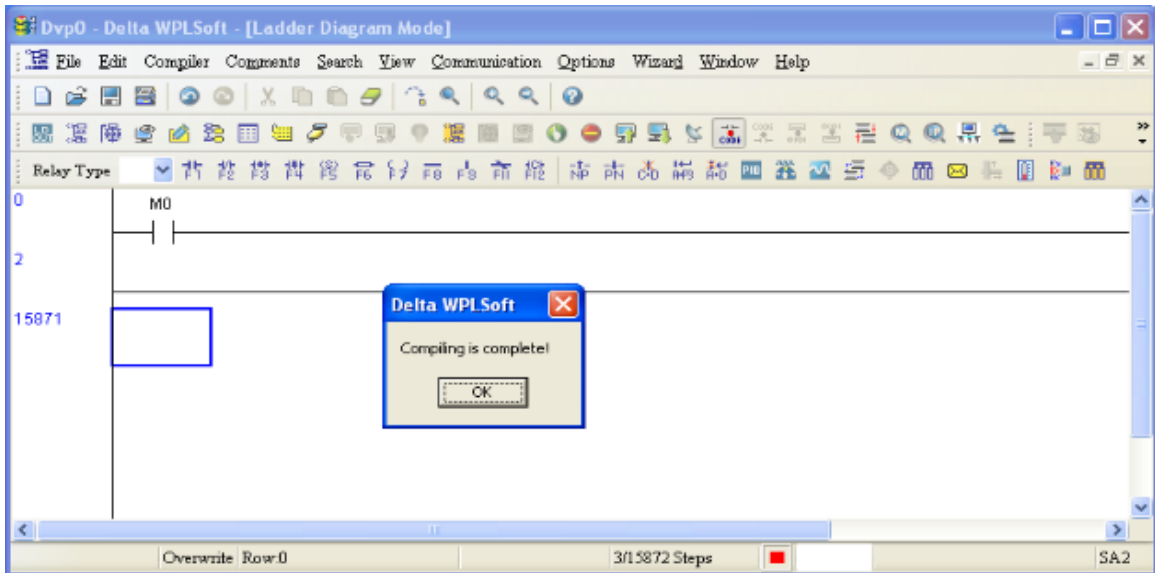 Dvp0 - Delta WPLSoft - [Ladder Diagram Mode]
File Edit Compiler Comments Search View Communication Options Wizard Window Help
Relay Type
0
M0
2
15871
Delta WPLSoft
Compiling is complete!
OK
Overwrite Row:0 3/15872 Steps SA2